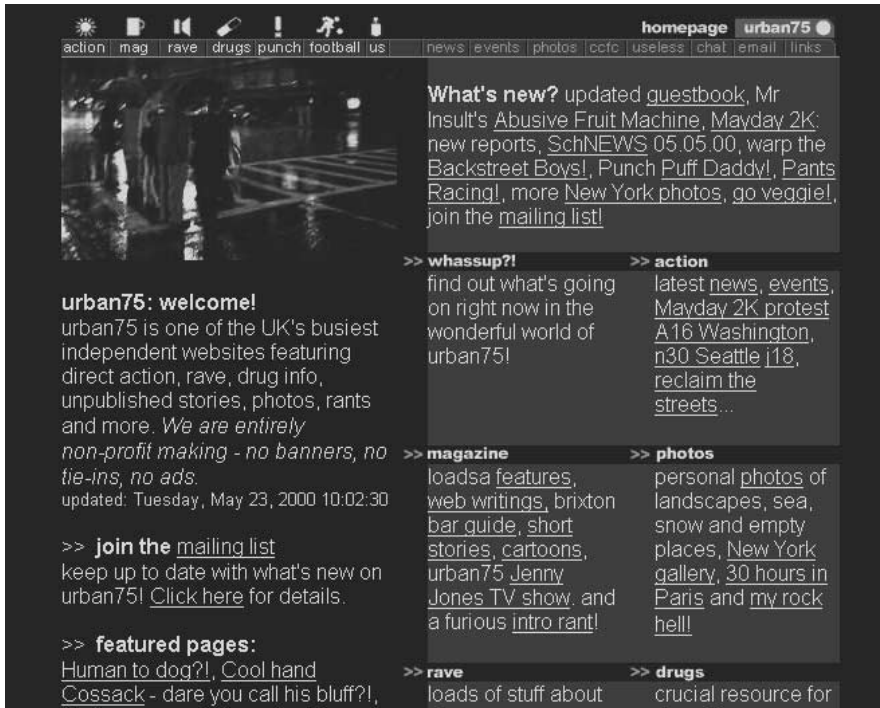 homepage urban75
action mag rave drugs punch football us news events photos ccfc useless chat email links
What's new? updated guestbook, Mr
Insult's Abusive Fruit Machine, Mayday 2K:
new reports, SchNEWS 05.05.00, warp the
Backstreet Boys!, Punch Puff Daddy!, Pants
Racing!, more New York photos, go veggie!,
join the mailing list!
urban75: welcome!
urban75 is one of the UK's busiest
independent websites featuring
direct action, rave, drug info,
unpublished stories, photos, rants
and more. We are entirely
non-profit making - no banners, no
tie-ins, no ads.
updated: Tuesday, May 23, 2000 10:02:30
>> join the mailing list
keep up to date with what's new on
urban75! Click here for details.
>> featured pages:
Human to dog?!, Cool hand
Cossack - dare you call his bluff?!,
>> whassup?!
find out what's going
on right now in the
wonderful world of
urban75!
>> action
latest news, events,
Mayday 2K protest
A16 Washington,
n30 Seattle j18,
reclaim the
streets...
>> magazine
loadsa features,
web writings, brixton
bar guide, short
stories, cartoons,
urban75 Jenny
Jones TV show. and
a furious intro rant!
>> photos
personal photos of
landscapes, sea,
snow and empty
places, New York
gallery, 30 hours in
Paris and my rock
hell!
>> rave
loads of stuff about
>> drugs
crucial resource for